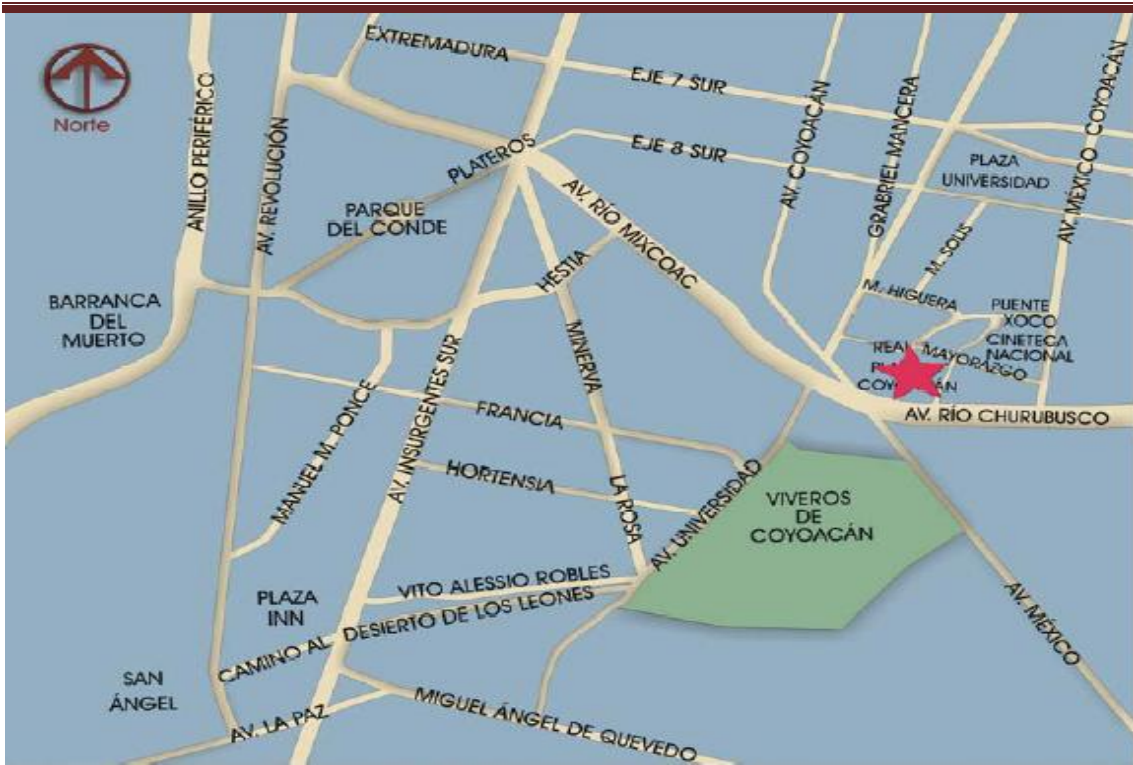 Norte
EXTREMADURA
EJE 7 SUR
EJE 8 SUR
ANILLO PERIFÉRICO
AV. REVOLUCIÓN
PLATEROS
AV. COYOACÁN
GRABRIEL MANCERA
AV. MÉXICO COYOACÁN
PLAZA
UNIVERSIDAD
PARQUE
DEL CONDE
AV. RÍO MIXCOAC
HESTIA
M. SOLIS
M. HIGUERA
PUENTE
XOCO
CINETECA
NACIONAL
REAL MAYORAZGO
BARRANCA
DEL
MUERTO
MINERVA
AV. INSURGENTES SUR
MANUEL M. PONCE
FRANCIA
HORTENSIA
LA ROSA
AV. UNIVERSIDAD
AV. RÍO CHURUBUSCO
VIVEROS
DE
COYOACÁN
VITO ALESSIO ROBLES
CAMINO AL DESIERTO DE LOS LEONES
PLAZA
INN
SAN
ÁNGEL
AV. LA PAZ
MIGUEL ÁNGEL DE QUEVEDO
AV. MÉXICO